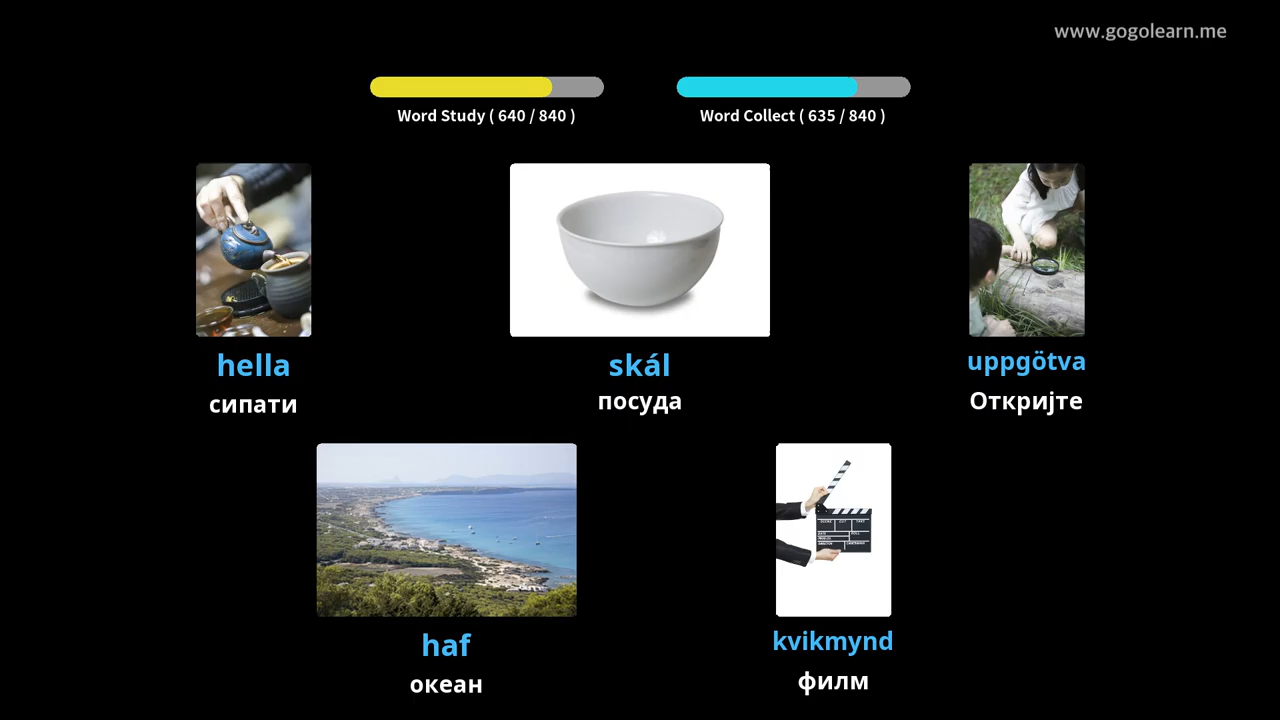 www.gogolearn.me
Word Study ( 640 / 840 )
Word Collect ( 635 / 840 )
hella
сипати
skál
посуда
uppgötva
Откријте
haf
океан
kvikmynd
филм